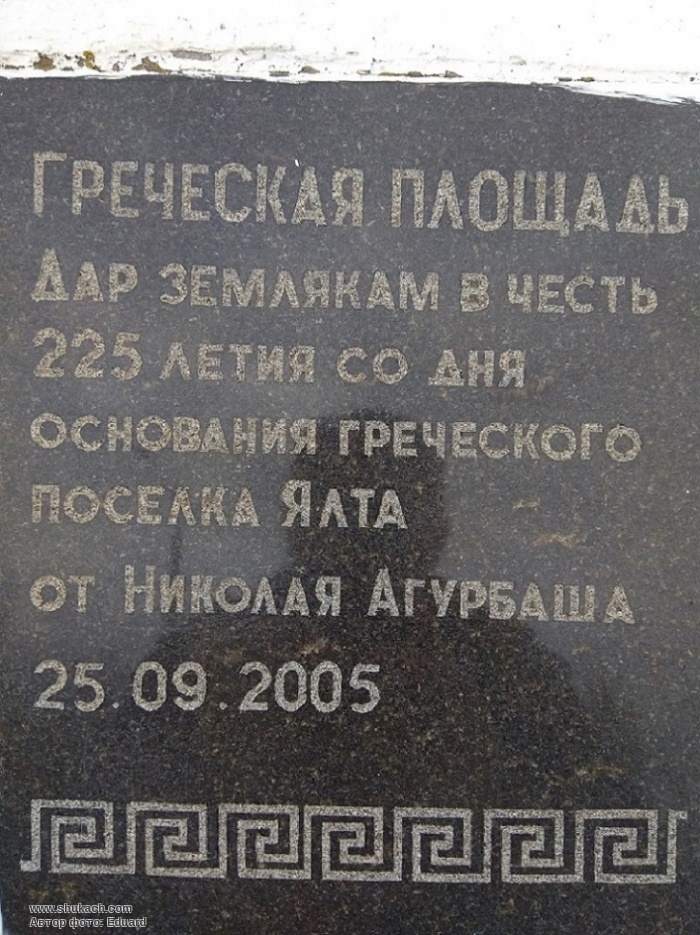 Греческая площадь
Дар землякам в честь
225 летия со дня
основания греческого
поселка Ялта
от Николая Агурбаша
25.09.2005
www.shukach.com
Автор фото: Eduard